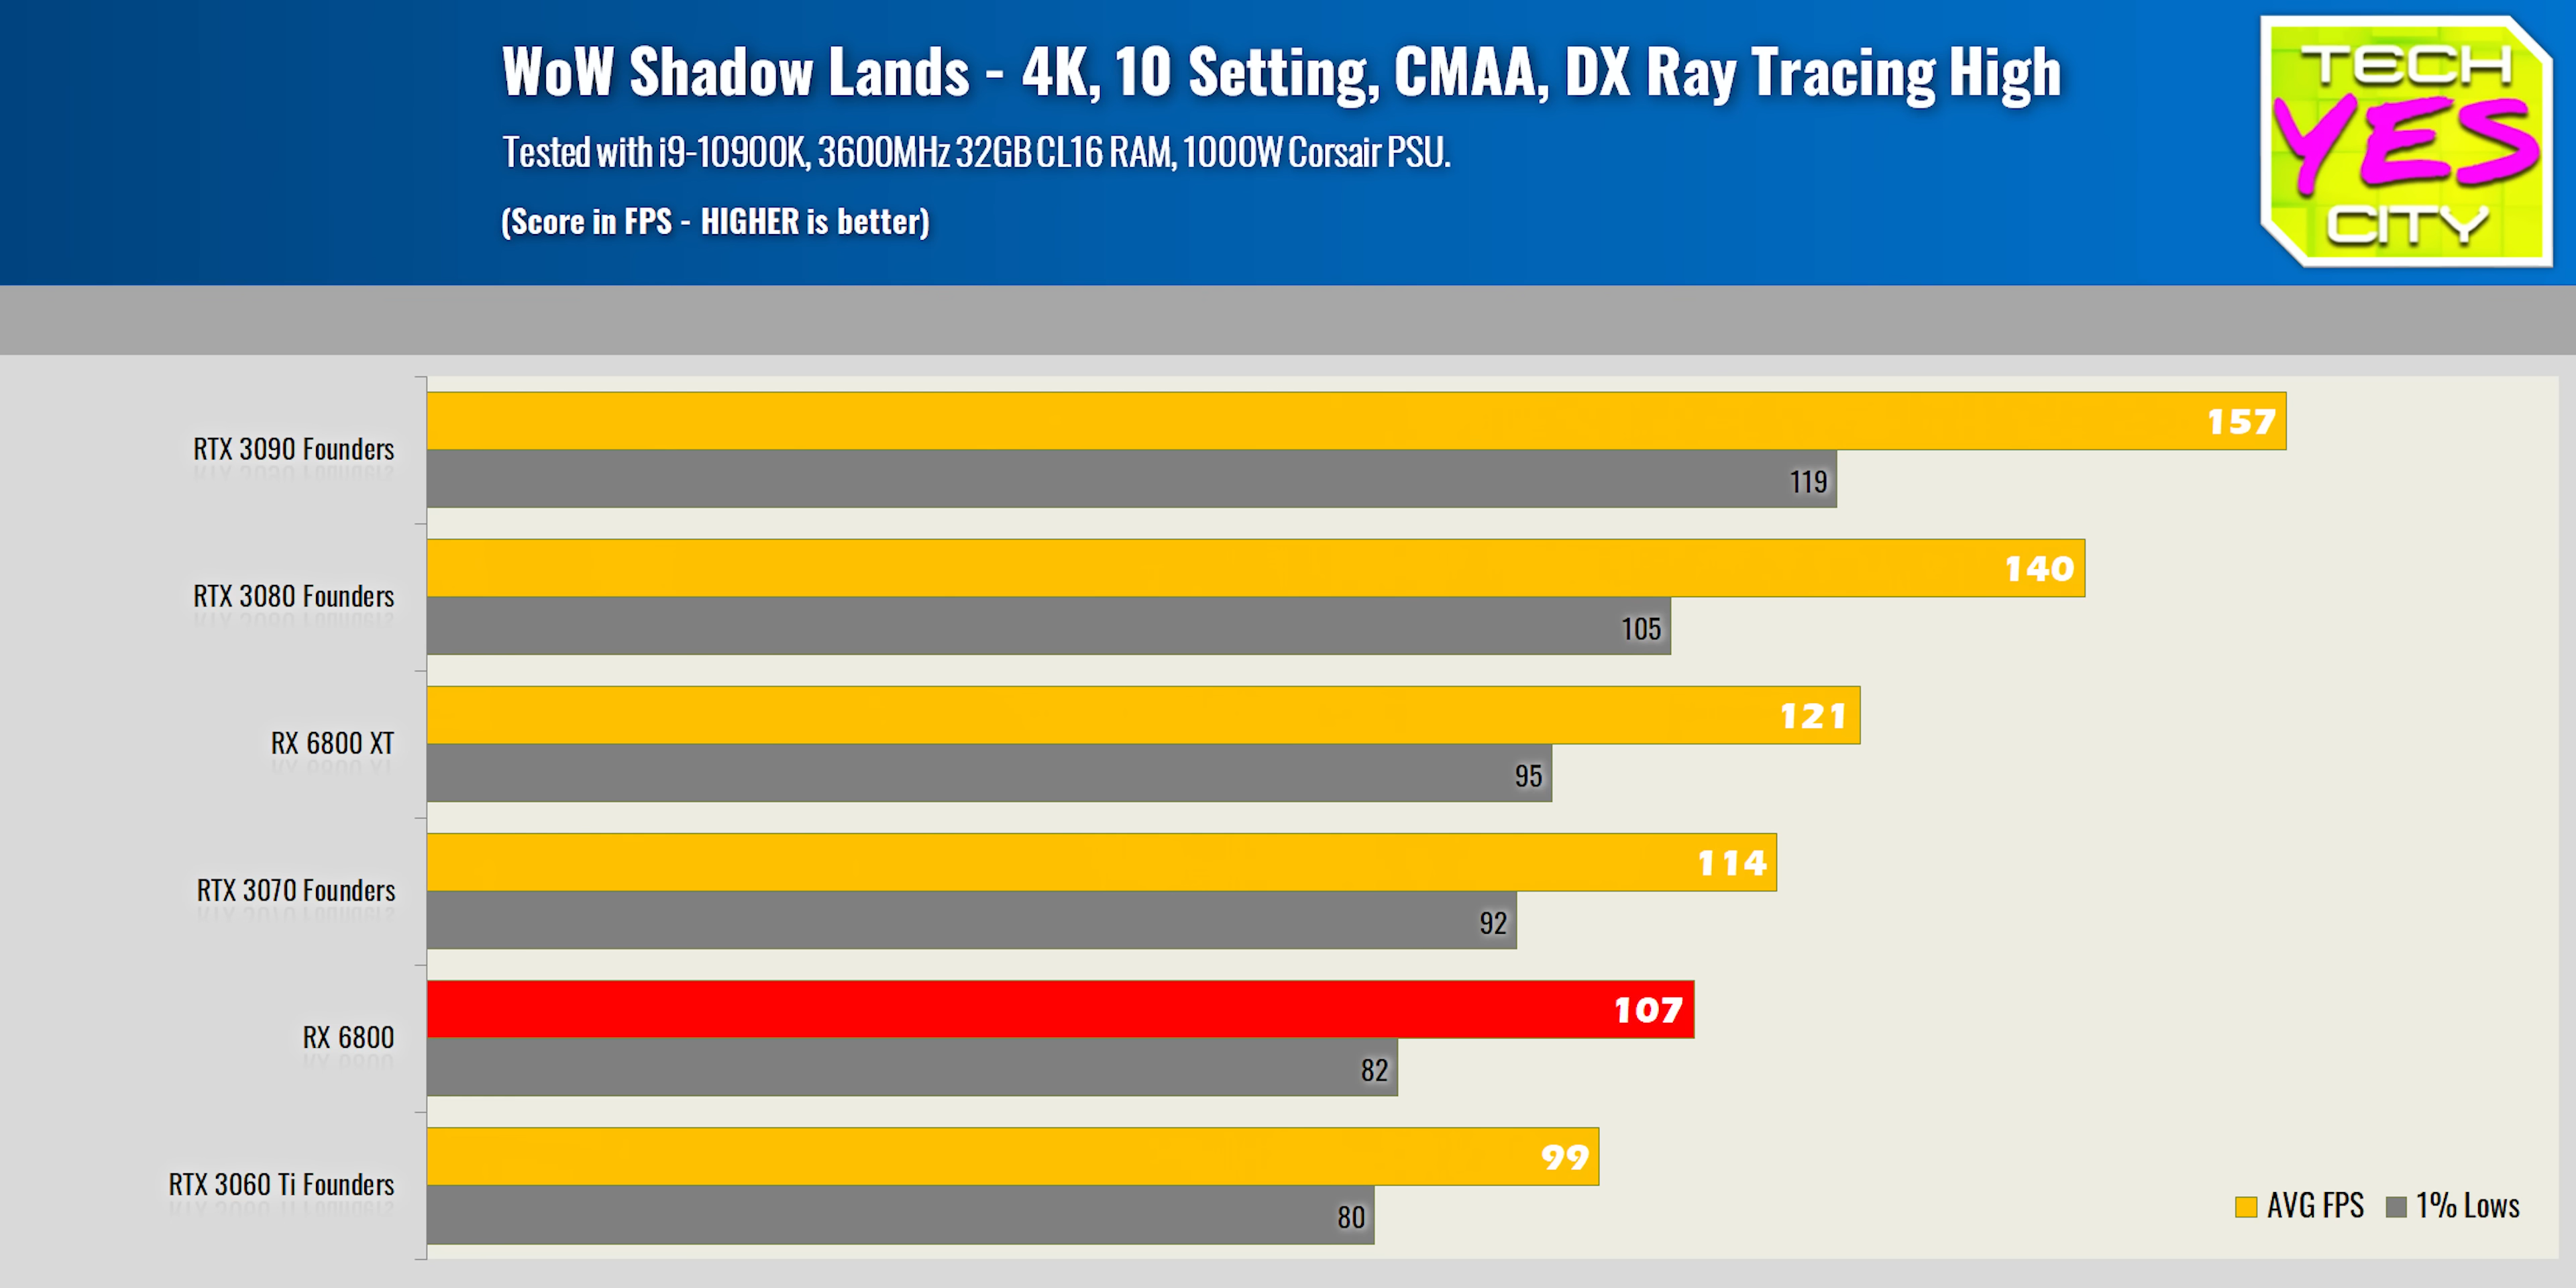 WoW Shadow Lands - 4K, 10 Setting, CMAA, DX Ray Tracing High
Tested with i9-10900K, 3600MHz 32GB CL16 RAM, 1000W Corsair PSU.
(Score in FPS - HIGHER is better)
TECH
YES
CITY
RTX 3090 Founders
157
119
RTX 3080 Founders
140
105
RX 6800 XT
121
95
RTX 3070 Founders
114
92
RX 6800
107
82
RTX 3060 Ti Founders
99
80
AVG FPS 1% Lows